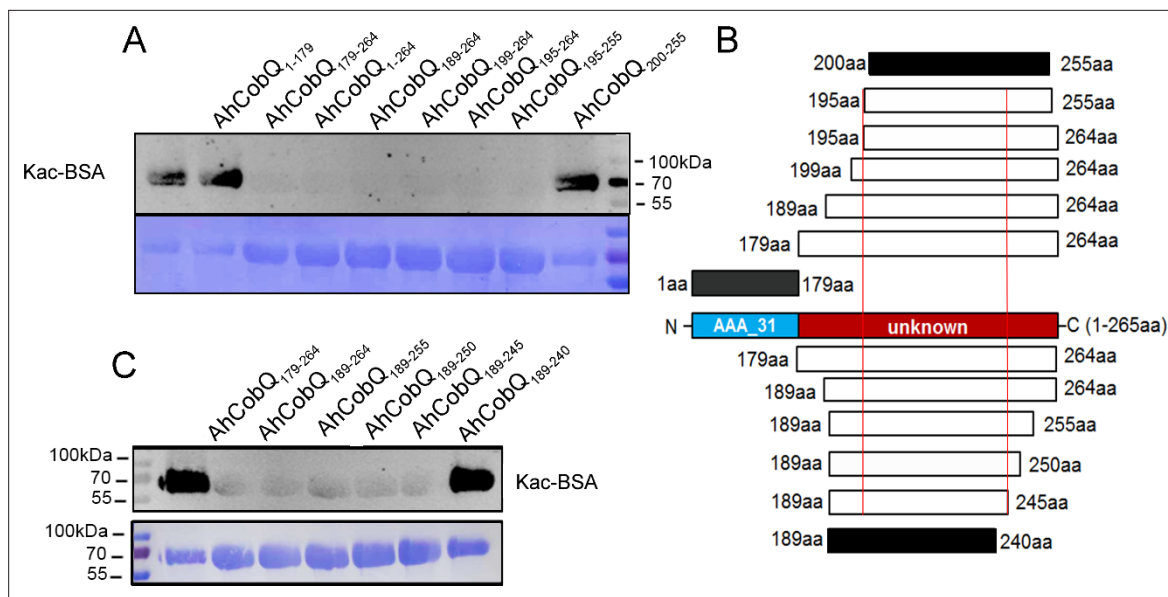 A
AhCobQ1-179
AhCobQ179-264
AhCobQ1-264
AhCobQ189-264
AhCobQ199-264
AhCobQ195-264
AhCobQ195-255
AhCobQ200-255
Kac-BSA
100kDa
70
55
B
200aa 255aa
195aa 255aa
195aa 264aa
199aa 264aa
189aa 264aa
179aa 264aa
1aa 179aa
N AAA_31 unknown C (1-265aa)
179aa 264aa
189aa 264aa
189aa 255aa
189aa 250aa
189aa 245aa
189aa 240aa
C
AhCobQ179-264
AhCobQ189-264
AhCobQ189-255
AhCobQ189-250
AhCobQ189-245
AhCobQ189-240
100kDa
70
55
Kac-BSA
100kDa
70
55